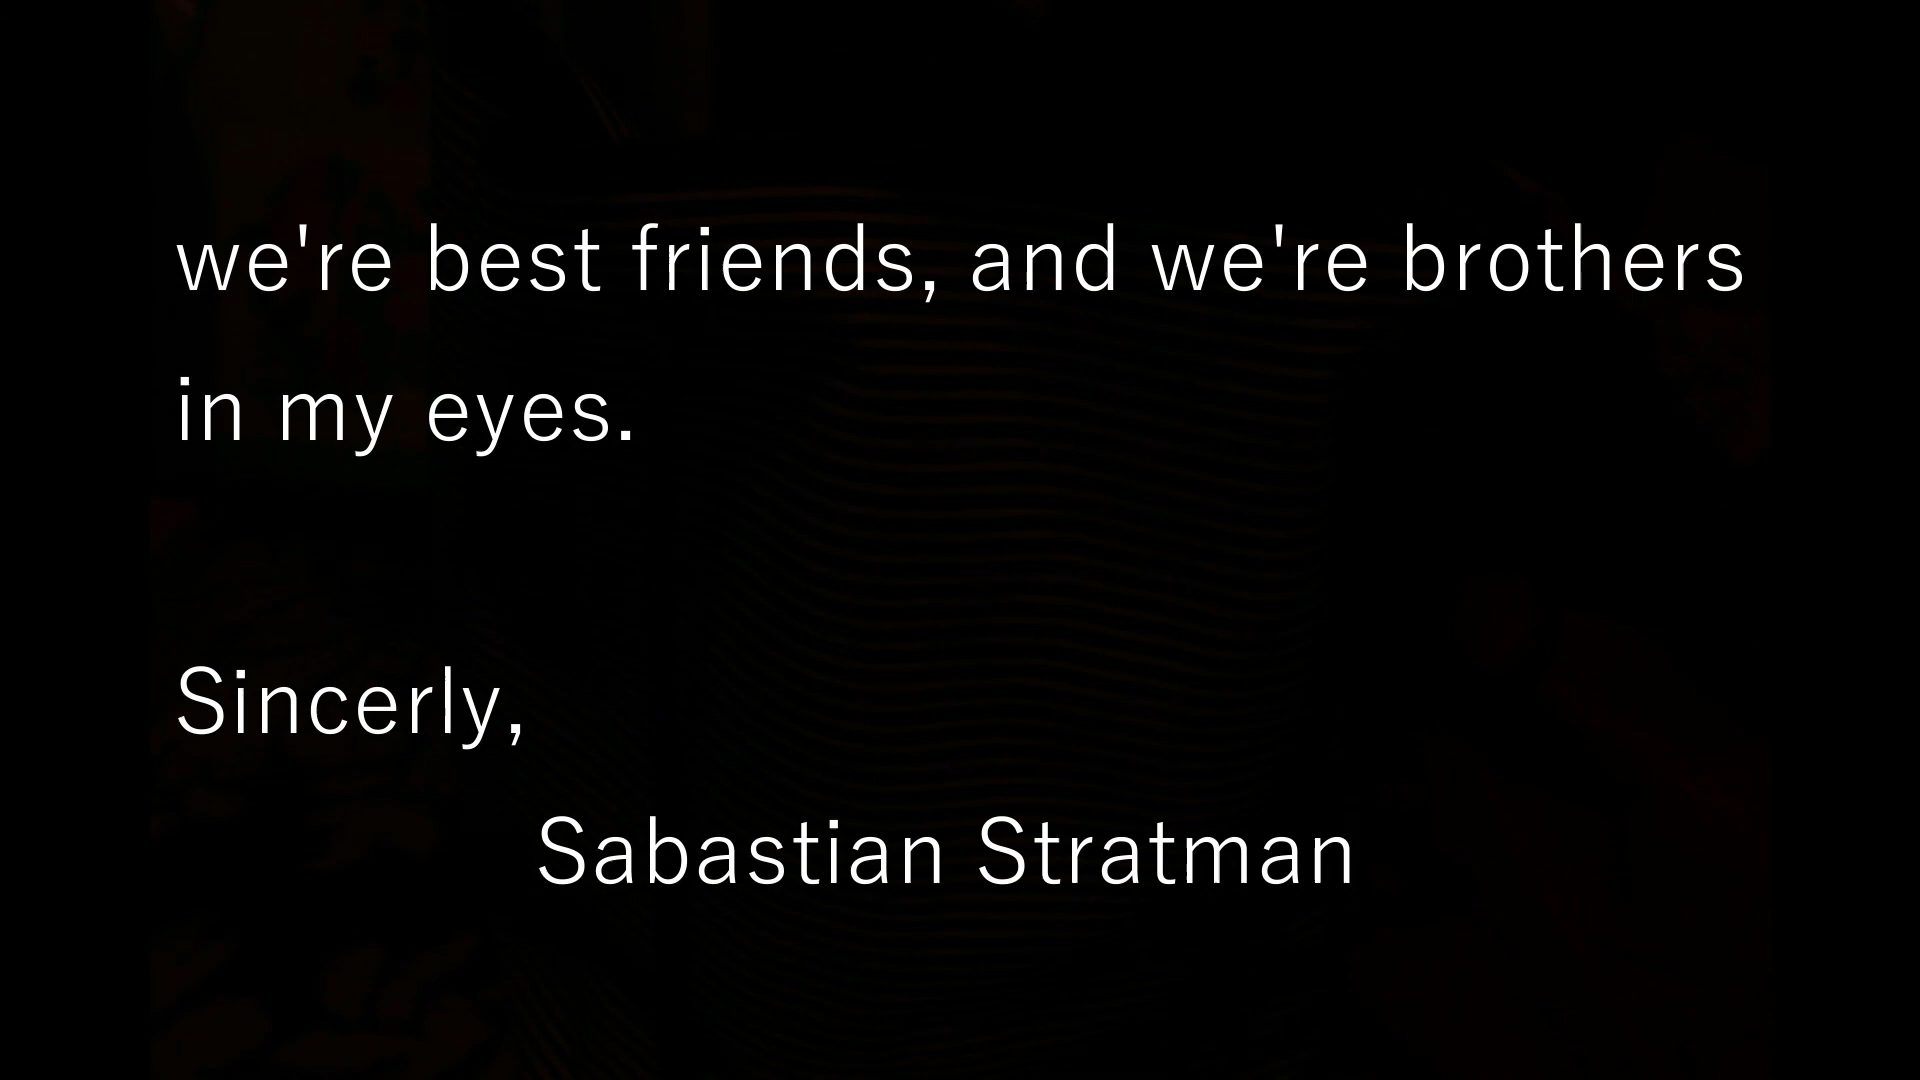 we're best friends, and we're brothers
in my eyes.
Sincerly,
Sabastian Stratman